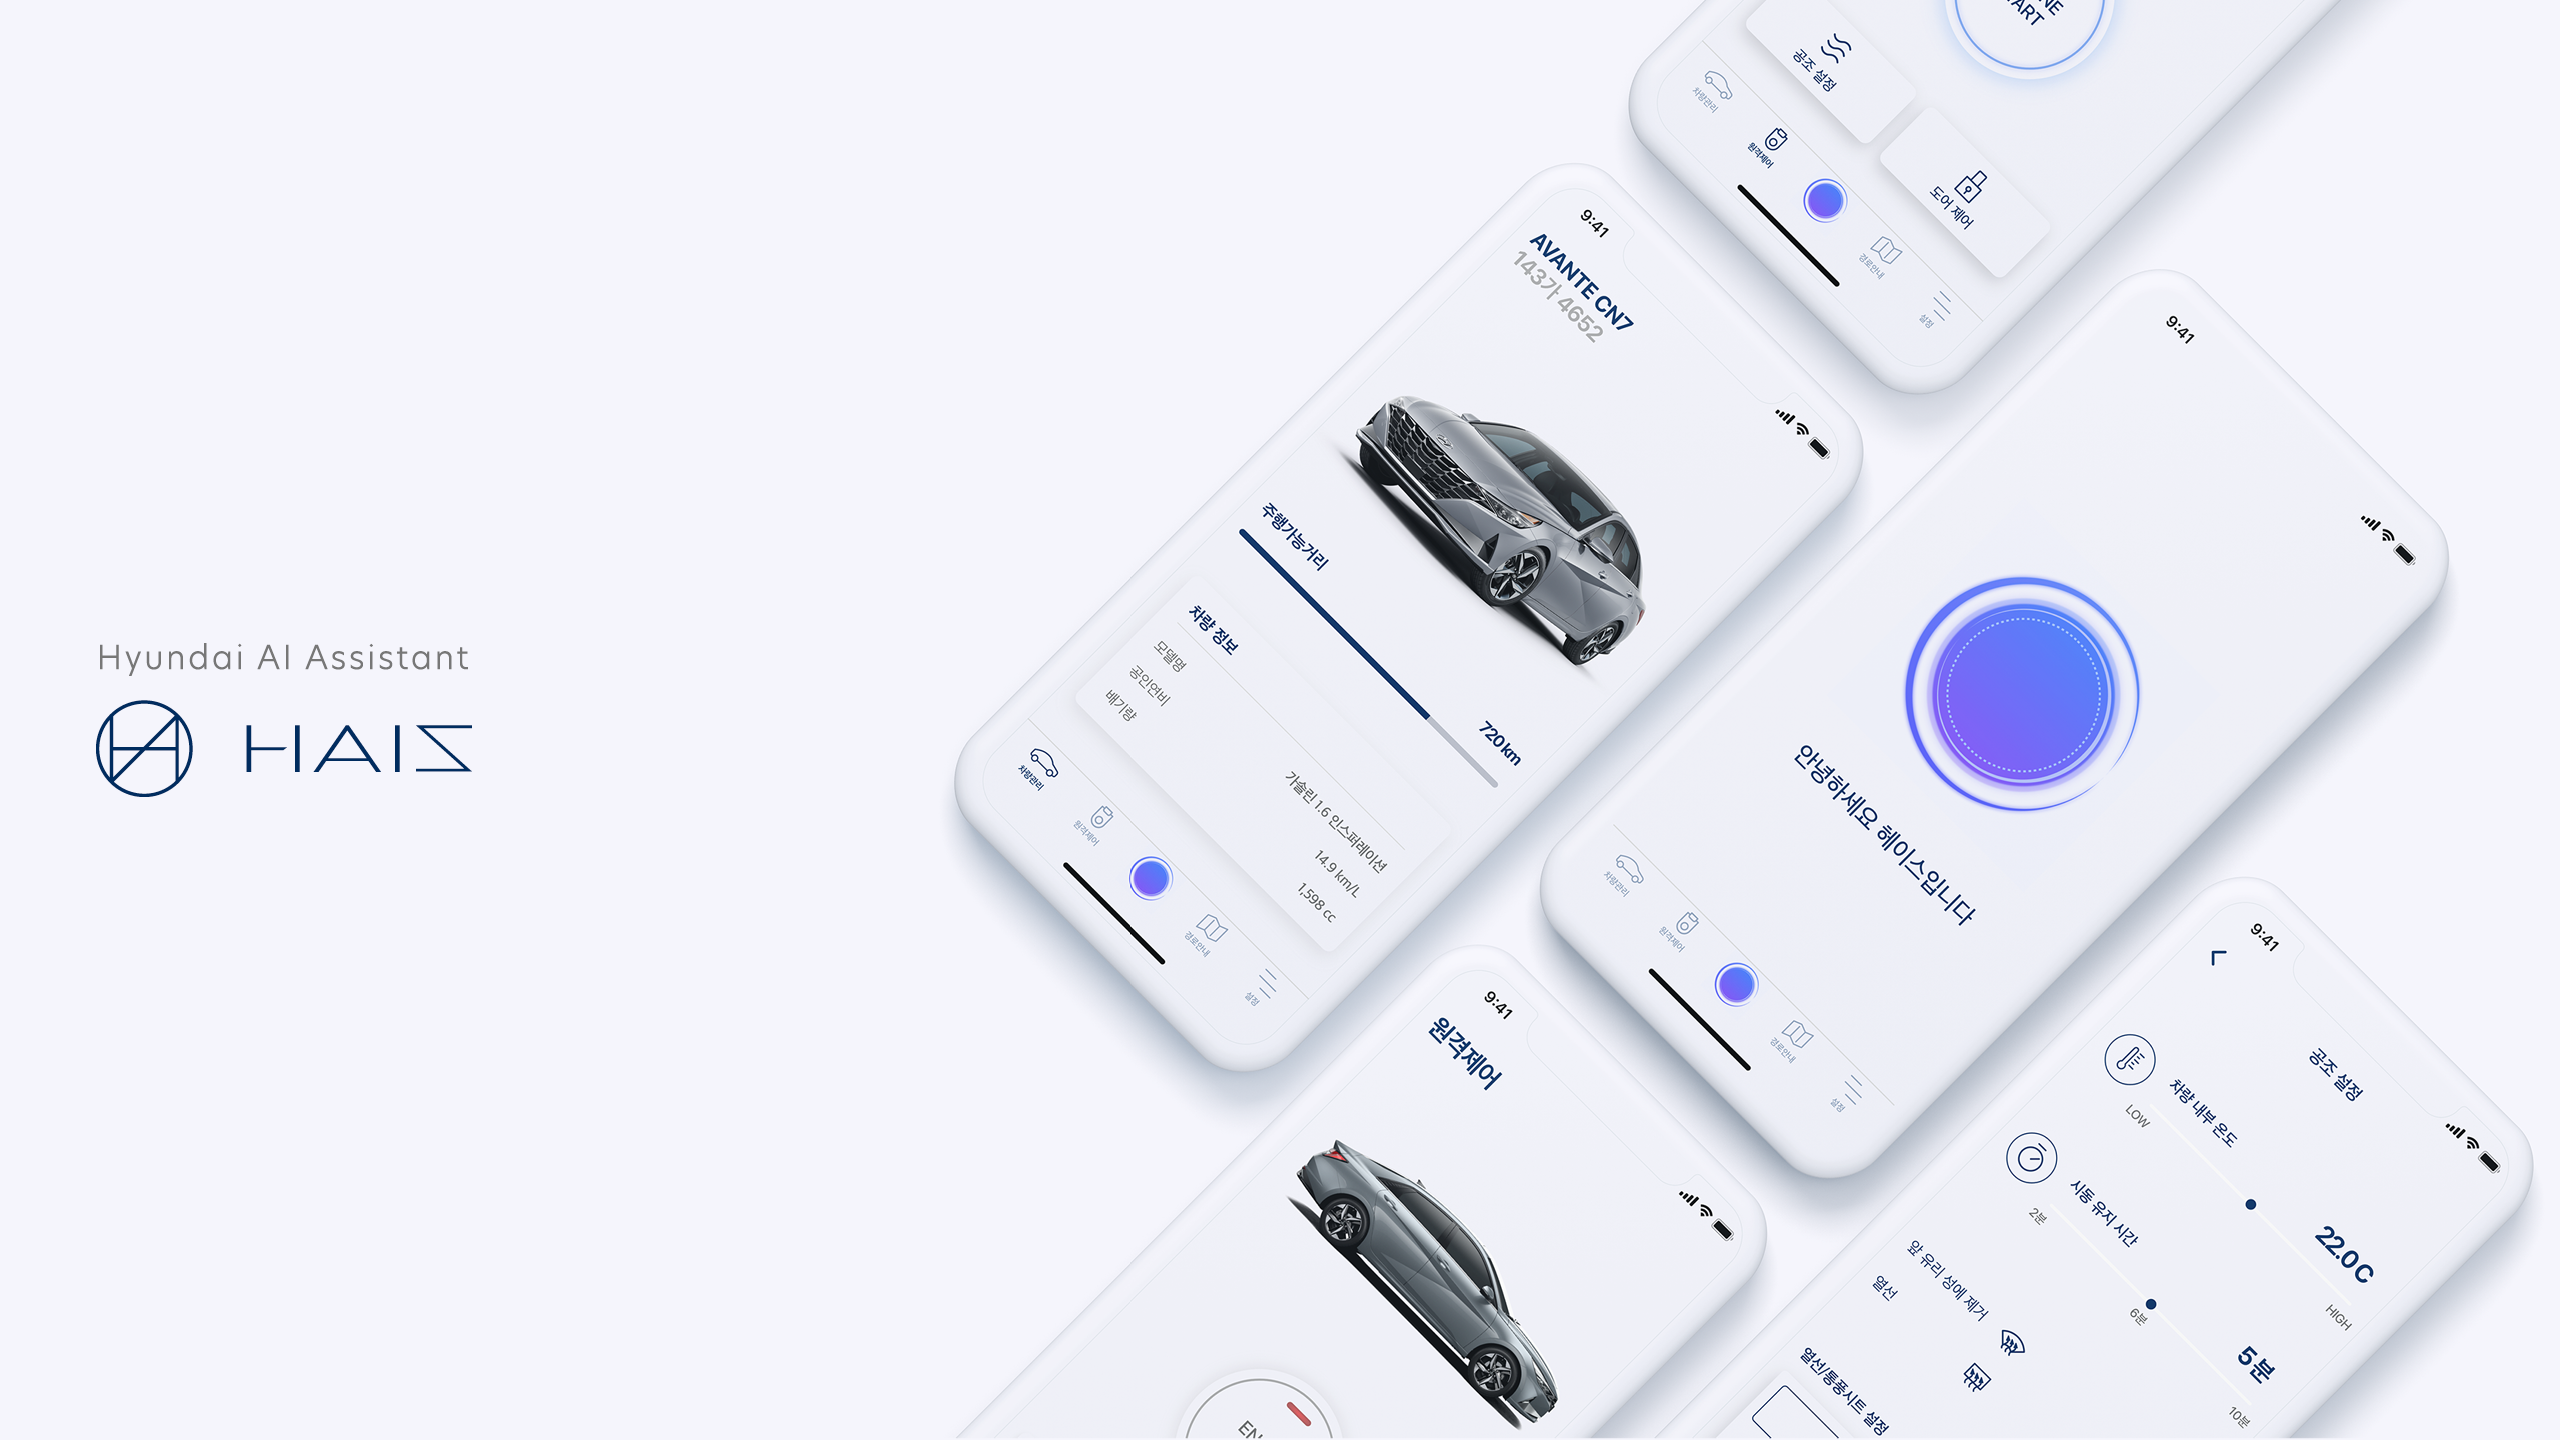 Hyundai AI Assistant
HAIS
공조 설정
도어 제어
차량관리
원격제어
경로안내
설정
9:41
AVANTE CN7
143가 4652
주행가능거리
720km
차량 정보
모델명
가솔린 1.6 인스퍼레이션
공인연비
14.9 km/L
배기량
1,598 cc
차량관리
원격제어
경로안내
설정
9:41
안녕하세요 헤이스입니다
차량관리
원격제어
경로안내
설정
9:41
원격제어
9:41
공조 설정
차량 내부 온도
22.0C
LOW
HIGH
시동 유지 시간
5분
2분
6분
10분
앞 유리 성에 제거
열선
열선/통풍시트 설정